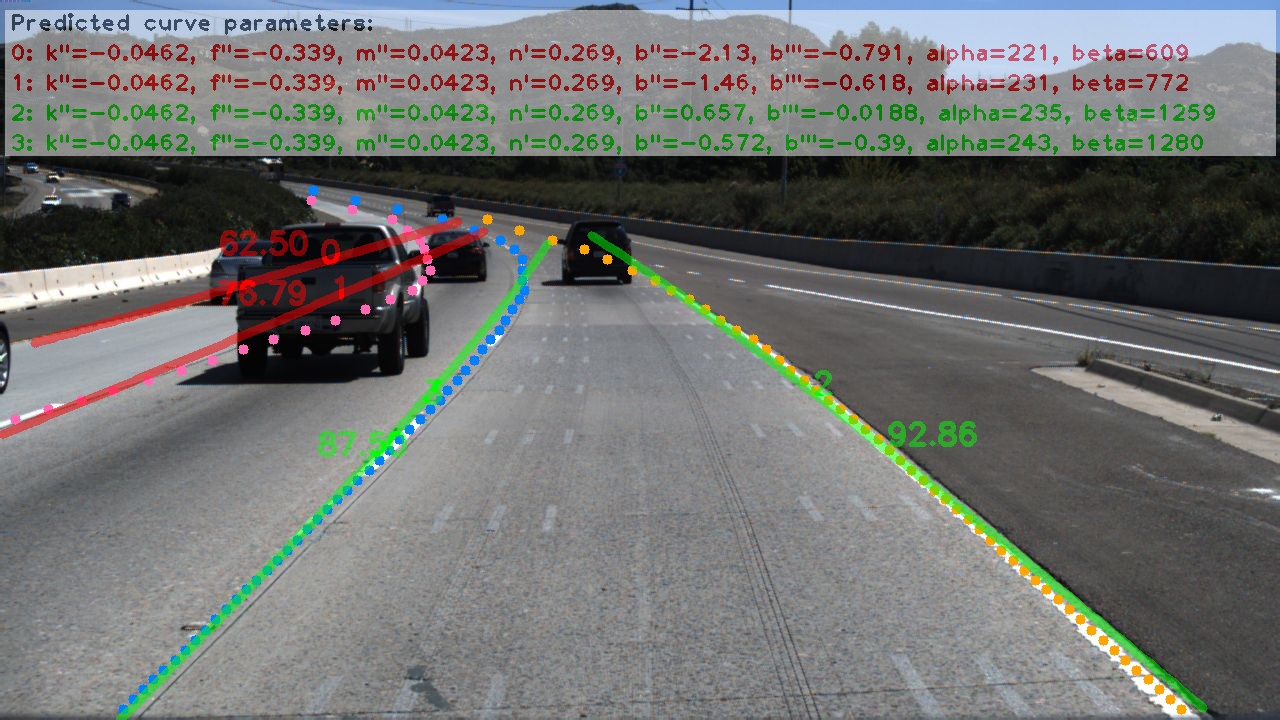 Predicted curve parameters:
0: k''=-0.0462, f''=-0.339, m''=0.0423, n'=0.269, b''=-2.13, b'''=-0.791, alpha=221, beta=609
1: k''=-0.0462, f''=-0.339, m''=0.0423, n'=0.269, b''=-1.46, b'''=-0.618, alpha=231, beta=772
2: k''=-0.0462, f''=-0.339, m''=0.0423, n'=0.269, b''=0.657, b'''=-0.0188, alpha=235, beta=1259
3: k''=-0.0462, f''=-0.339, m''=0.0423, n'=0.269, b''=-0.572, b'''=-0.39, alpha=243, beta=1280
62.50 0
76.79 1
2
92.86